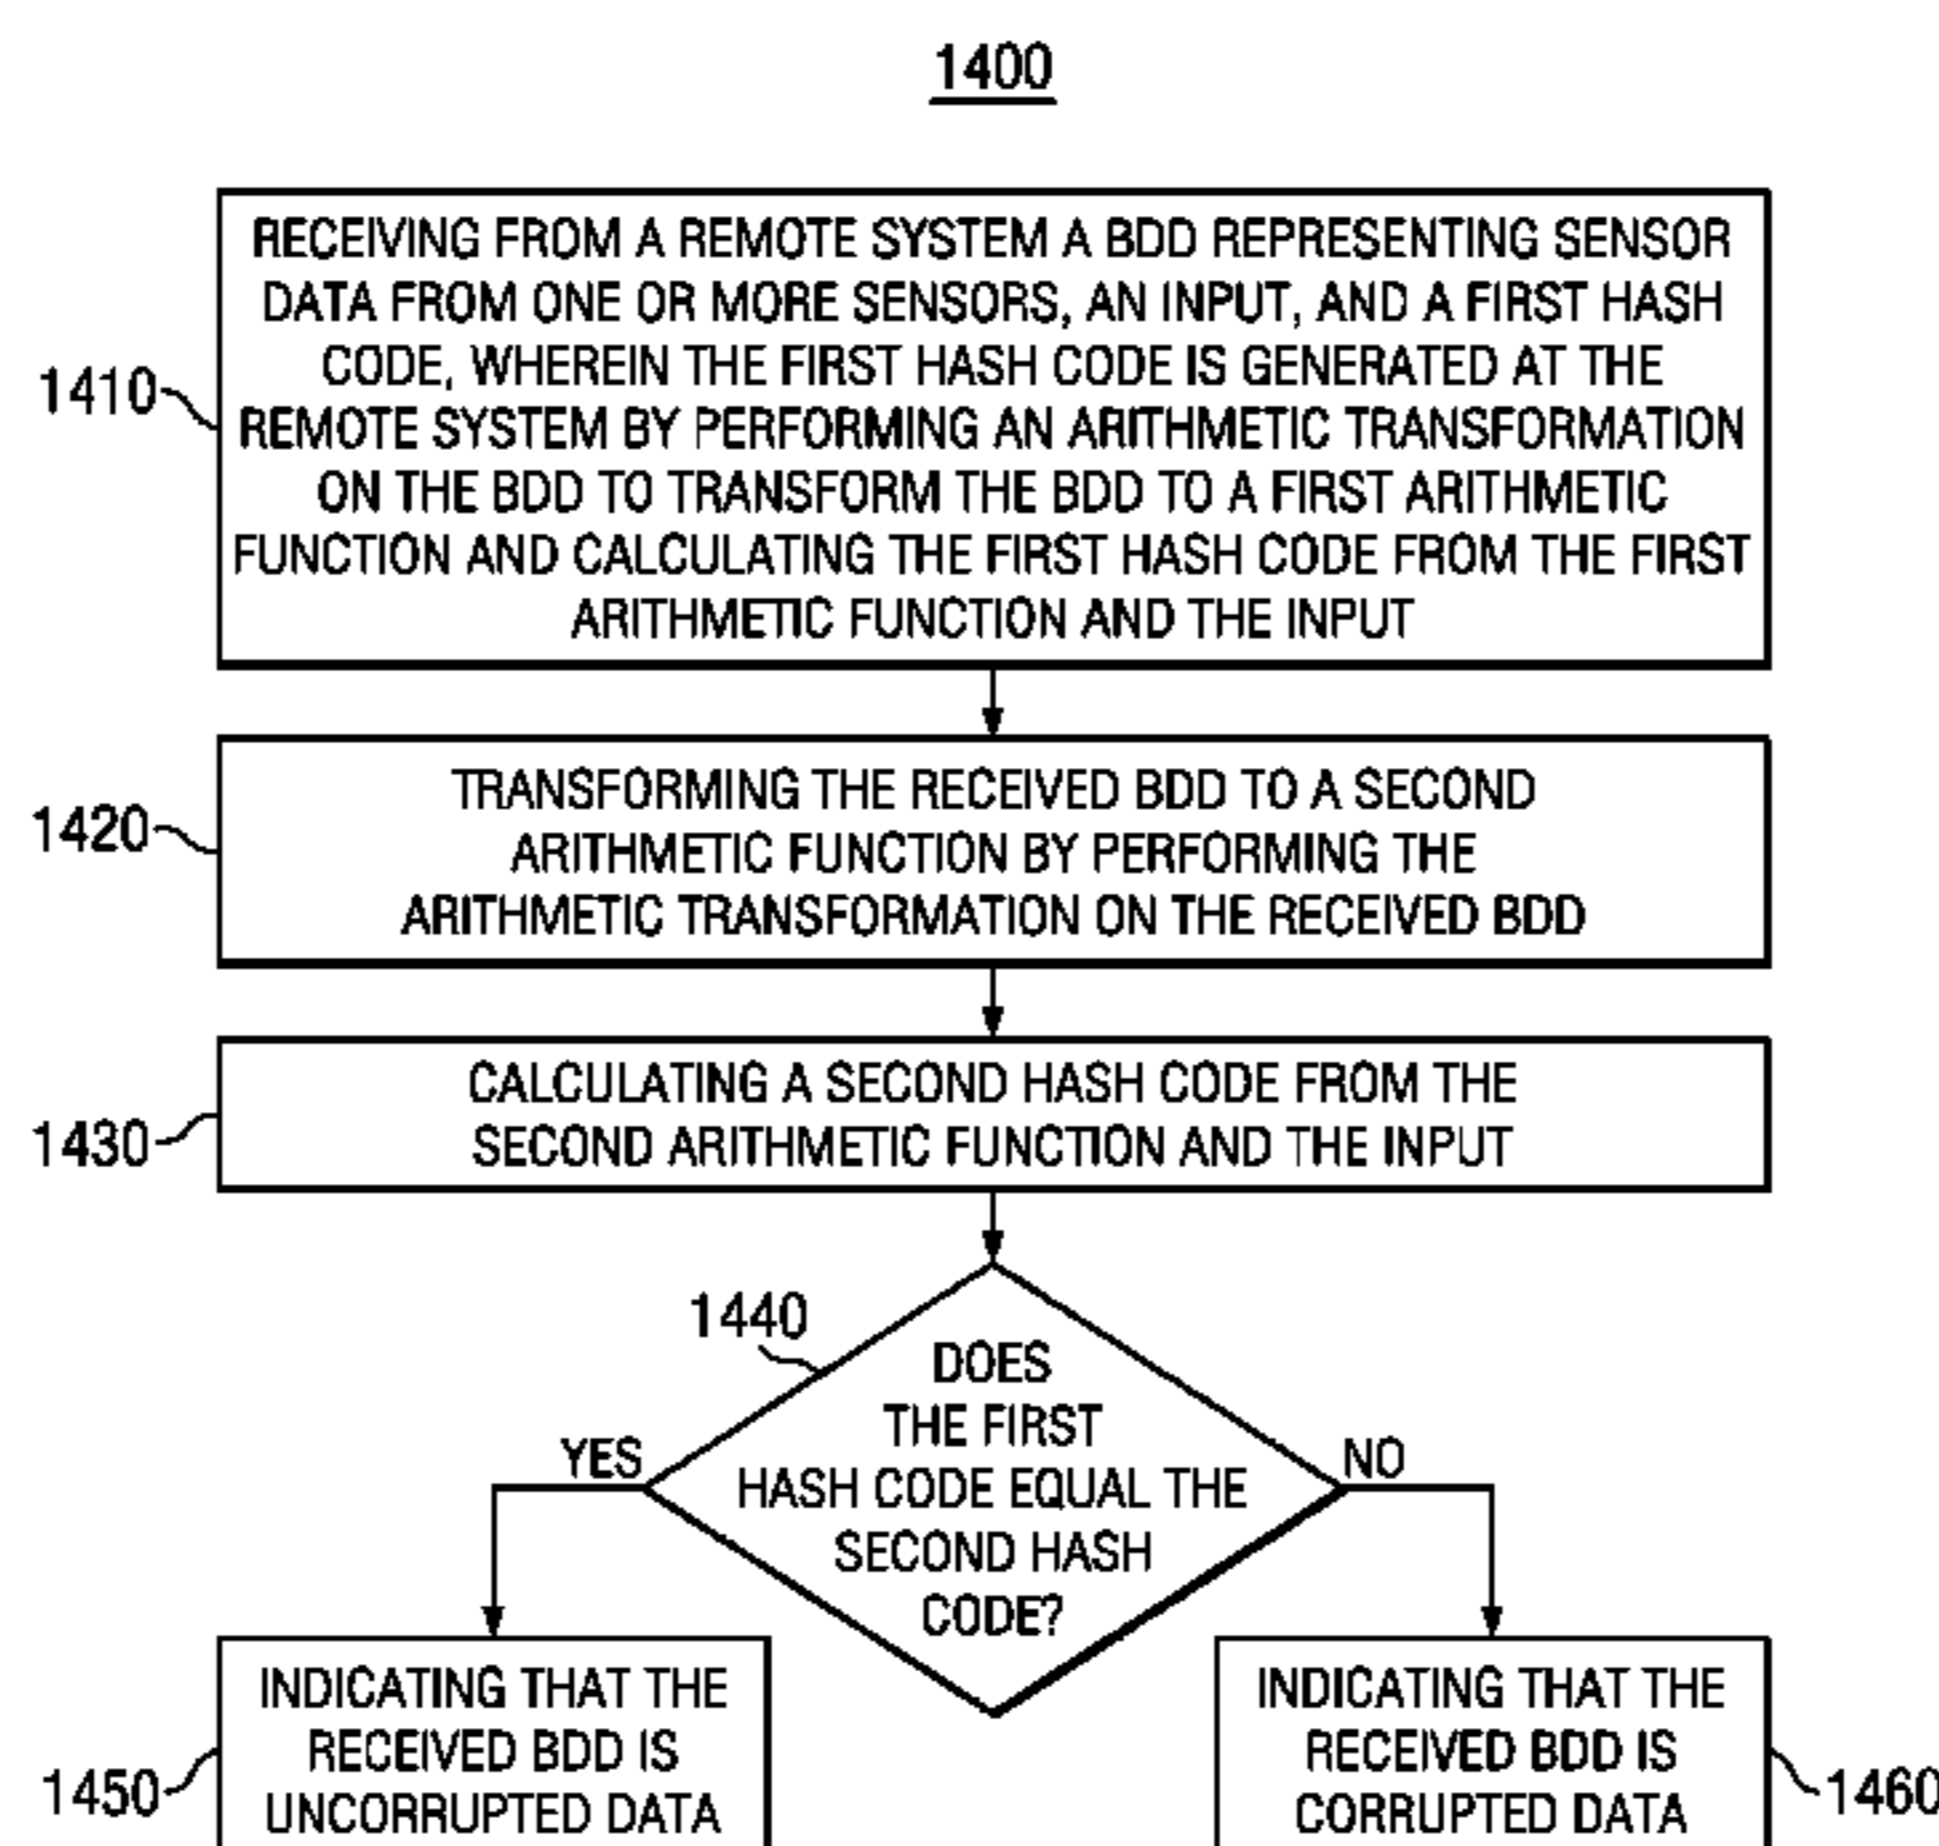 1400
RECEIVING FROM A REMOTE SYSTEM A BDD REPRESENTING SENSOR
DATA FROM ONE OR MORE SENSORS, AN INPUT, AND A FIRST HASH
CODE, WHEREIN THE FIRST HASH CODE IS GENERATED AT THE
REMOTE SYSTEM BY PERFORMING AN ARITHMETIC TRANSFORMATION
ON THE BDD TO TRANSFORM THE BDD TO A FIRST ARITHMETIC
FUNCTION AND CALCULATING THE FIRST HASH CODE FROM THE FIRST
ARITHMETIC FUNCTION AND THE INPUT
1410
TRANSFORMING THE RECEIVED BDD TO A SECOND
ARITHMETIC FUNCTION BY PERFORMING THE
ARITHMETIC TRANSFORMATION ON THE RECEIVED BDD
1420
CALCULATING A SECOND HASH CODE FROM THE
SECOND ARITHMETIC FUNCTION AND THE INPUT
1430
1440
DOES
THE FIRST
HASH CODE EQUAL THE
SECOND HASH
CODE?
YES
NO
INDICATING THAT THE
RECEIVED BDD IS
UNCORRUPTED DATA
1450
INDICATING THAT THE
RECEIVED BDD IS
CORRUPTED DATA
1460